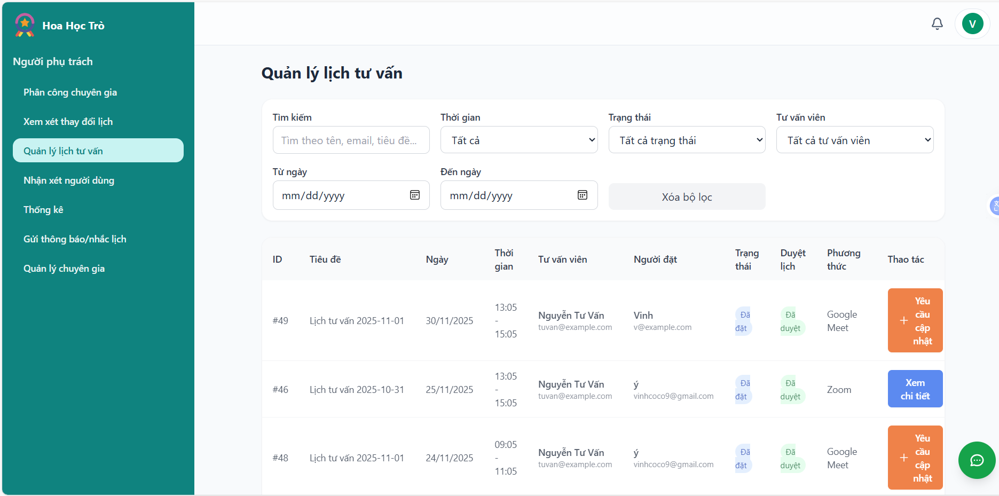 Hoa Học Trò
V
Người phụ trách
Phân công chuyên gia
Xem xét thay đổi lịch
Quản lý lịch tư vấn
Nhận xét người dùng
Thống kê
Gửi thông báo/nhắc lịch
Quản lý chuyên gia
Quản lý lịch tư vấn
Tìm kiếm Thời gian Trạng thái Tư vấn viên
Tìm theo tên, email, tiêu đề... Tất cả Tất cả trạng thái Tất cả tư vấn viên
Từ ngày Đến ngày
mm/dd/yyyy mm/dd/yyyy Xóa bộ lọc
ID Tiêu đề Ngày Thời gian Tư vấn viên Người đặt Trạng thái Duyệt lịch Phương thức Thao tác
#49 Lịch tư vấn 2025-11-01 30/11/2025 13:05 - 15:05 Nguyễn Tư Vấn tuvan@example.com Vinh v@example.com Đã đặt Đã duyệt Google Meet Yêu cầu cập nhật
#46 Lịch tư vấn 2025-10-31 25/11/2025 13:05 - 15:05 Nguyễn Tư Vấn tuvan@example.com ý vinhcoco9@gmail.com Đã đặt Đã duyệt Zoom Xem chi tiết
#48 Lịch tư vấn 2025-11-01 24/11/2025 09:05 - 11:05 Nguyễn Tư Vấn tuvan@example.com ý vinhcoco9@gmail.com Đã đặt Đã duyệt Google Meet Yêu cầu cập nhật